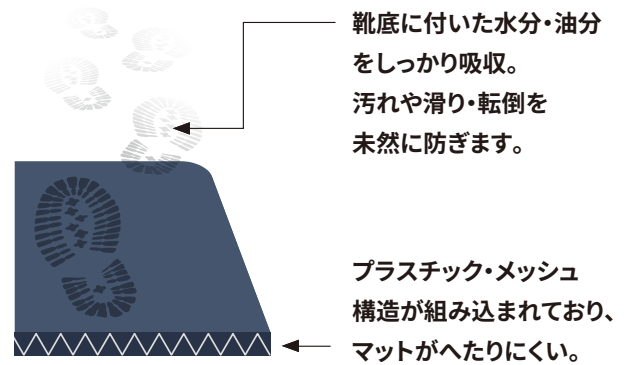 靴底に付いた水分・油分
をしっかり吸収。
汚れや滑り・転倒を
未然に防ぎます。
プラスチック・メッシュ
構造が組み込まれており、
マットがへたりにくい。